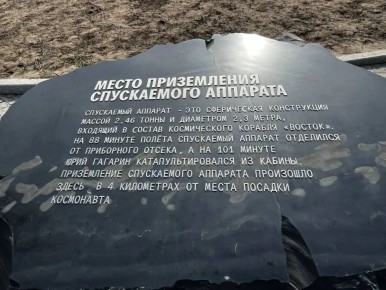 МЕСТО ПРИЗЕМЛЕНИЯ
СПУСКАЕМОГО АППАРАТА
СПУСКАЕМЫЙ АППАРАТ - ЭТО СФЕРИЧЕСКАЯ КОНСТРУКЦИЯ
МАССОЙ 2,46 ТОННЫ И ДИАМЕТРОМ 2,3 МЕТРА,
ВХОДЯЩИЙ В СОСТАВ КОСМИЧЕСКОГО КОРАБЛЯ «ВОСТОК».
НА 88 МИНУТЕ ПОЛЁТА СПУСКАЕМЫЙ АППАРАТ ОТДЕЛИЛСЯ
ОТ ПРИБОРНОГО ОТСЕКА, А НА 101 МИНУТЕ
ЮРИЙ ГАГАРИН КАТАПУЛЬТИРОВАЛСЯ ИЗ КАБИНЫ.
ПРИЗЕМЛЕНИЕ СПУСКАЕМОГО АППАРАТА ПРОИЗОШЛО
ЗДЕСЬ В 4 КИЛОМЕТРАХ ОТ МЕСТА ПОСАДКИ
КОСМОНАВТА